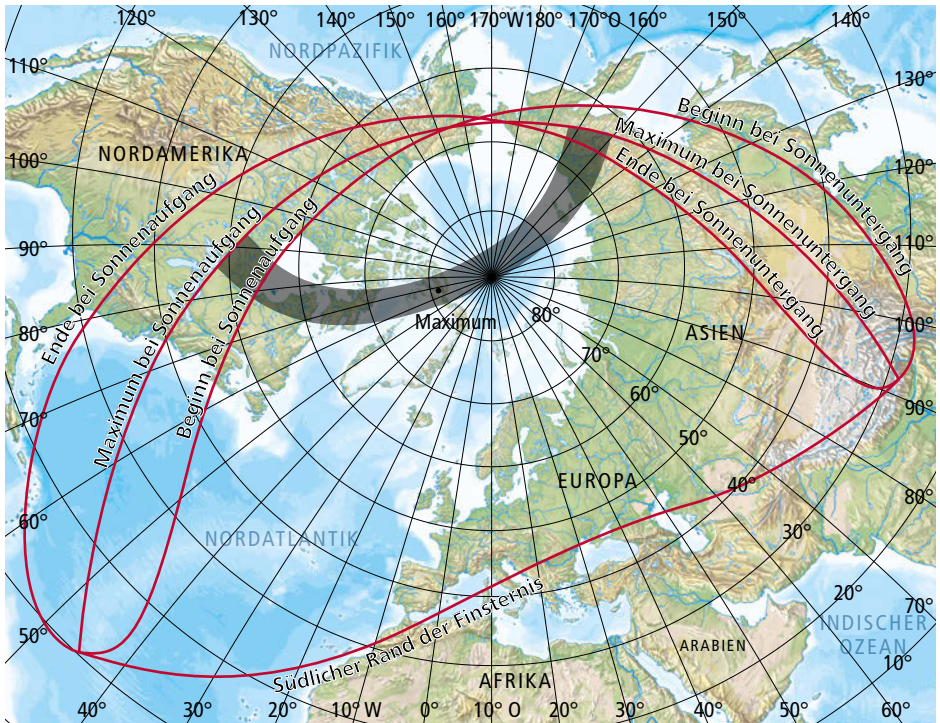 120° 130° 140° 150° 160° 170°W 180° 170°O 160° 150° 140°
NORDPAZIFIK
110°
130°
Beginn bei Sonnenuntergang
Maximum bei Sonnenuntergang
Ende bei Sonnenuntergang
NORDAMERIKA
100°
120°
Ende bei Sonnenaufgang
Maximum bei Sonnenaufgang
Beginn bei Sonnenaufgang
90°
110°
Maximum
80°
80°
ASIEN
100°
70°
70°
60°
90°
50°
EUROPA
40°
80°
60°
NORDATLANTIK
30°
Südlicher Rand der Finsternis
20°
70°
INDISCHER
OZEAN
50°
ARABIEN
10°
AFRIKA
40° 30° 20° 10° W 0° 10° O 20° 30° 40° 50° 60°